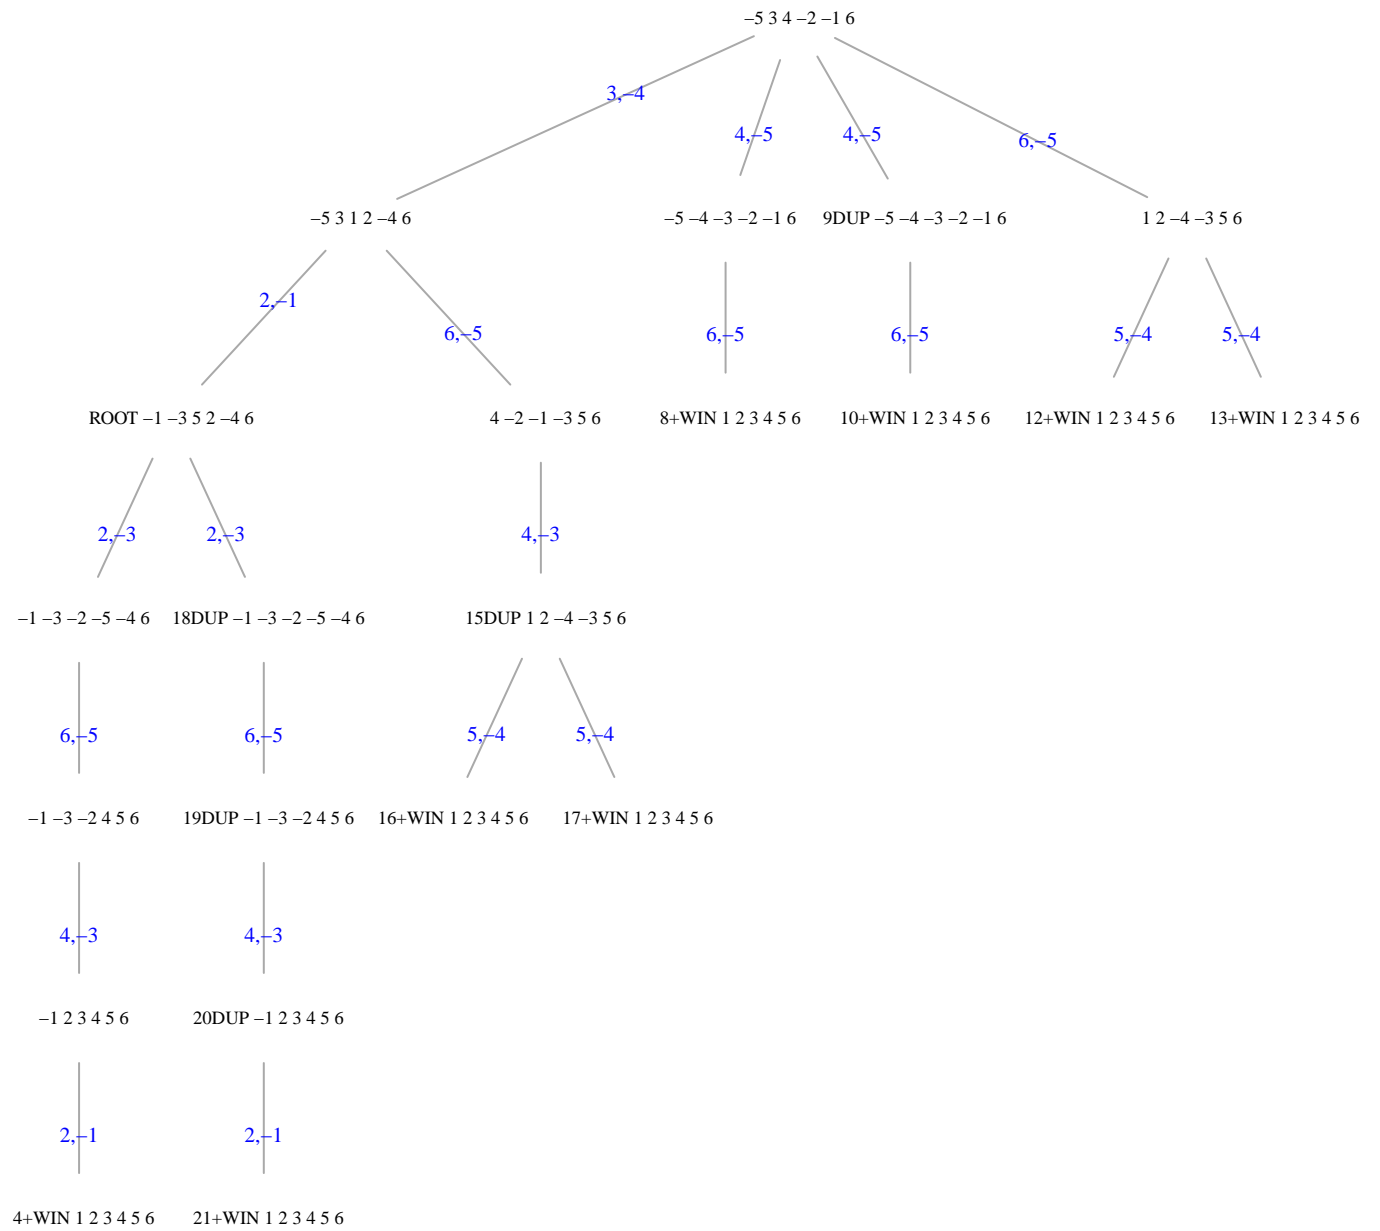 –5 3 4 –2 –1 6
3,–4
4,–5
4,–5
6,–5
–5 3 1 2 –4 6
–5 –4 –3 –2 –1 6
9DUP –5 –4 –3 –2 –1 6
1 2 –4 –3 5 6
2,–1
6,–5
6,–5
6,–5
5,–4
5,–4
ROOT –1 –3 5 2 –4 6
4 –2 –1 –3 5 6
8+WIN 1 2 3 4 5 6
10+WIN 1 2 3 4 5 6
12+WIN 1 2 3 4 5 6
13+WIN 1 2 3 4 5 6
2,–3
2,–3
4,–3
–1 –3 –2 –5 –4 6
18DUP –1 –3 –2 –5 –4 6
15DUP 1 2 –4 –3 5 6
6,–5
6,–5
5,–4
5,–4
–1 –3 –2 4 5 6
19DUP –1 –3 –2 4 5 6
16+WIN 1 2 3 4 5 6
17+WIN 1 2 3 4 5 6
4,–3
4,–3
–1 2 3 4 5 6
20DUP –1 2 3 4 5 6
2,–1
2,–1
4+WIN 1 2 3 4 5 6
21+WIN 1 2 3 4 5 6